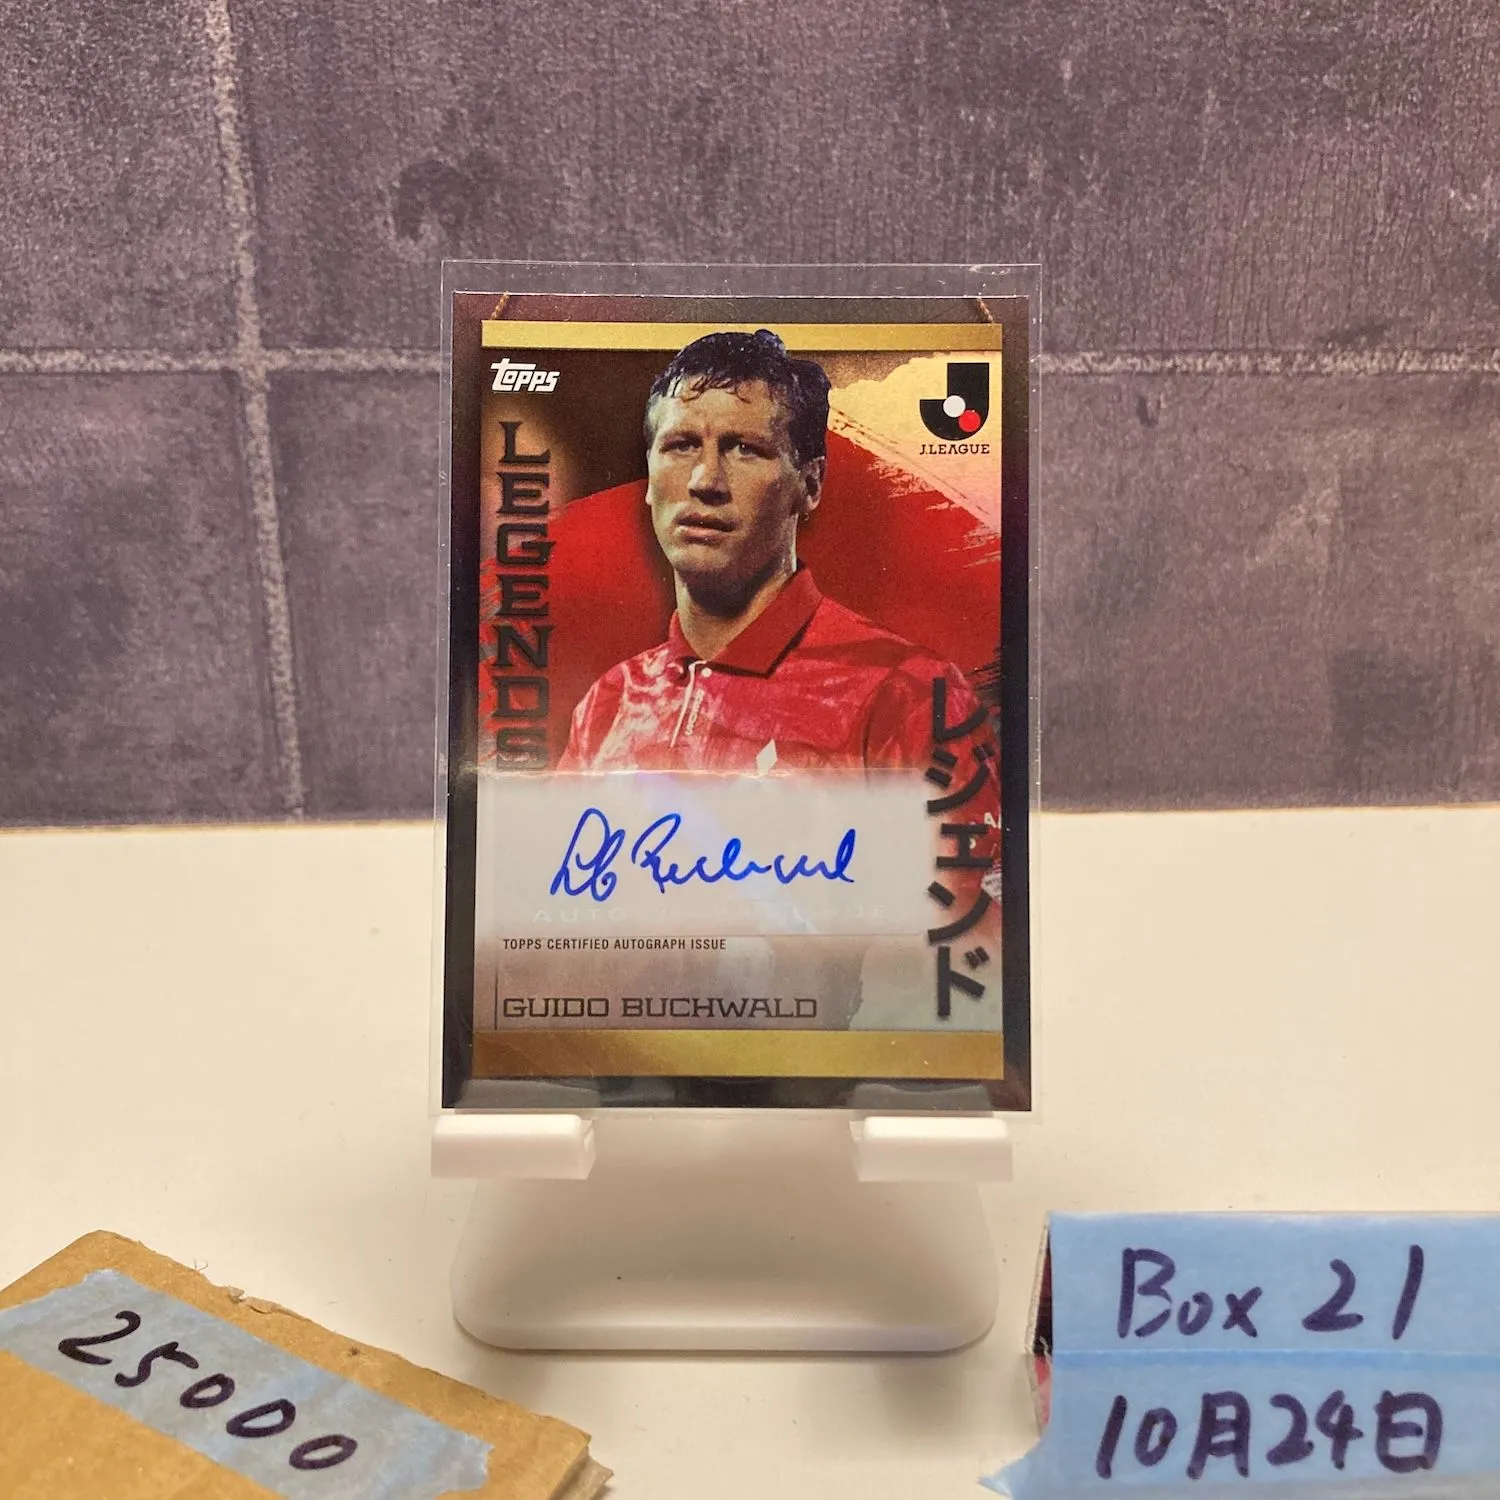 topps
J.LEAGUE
LEGENDS
レジェンド
Buchwald
TOPPS CERTIFIED AUTOGRAPH ISSUE
GUIDO BUCHWALD
25000
Box 21
10月24日